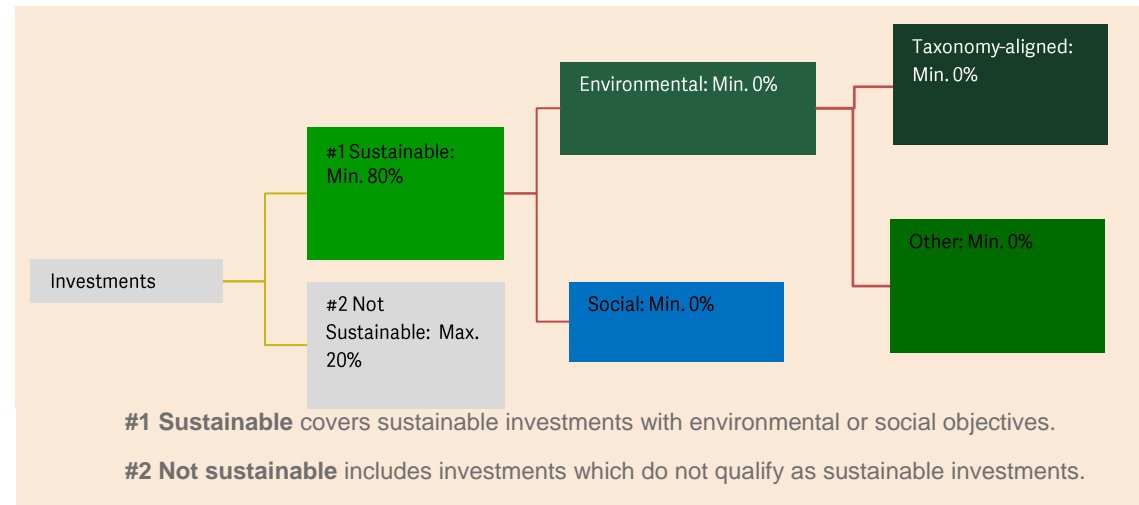 Taxonomy-aligned:
Min. 0%
Environmental: Min. 0%
#1 Sustainable:
Min. 80%
Other: Min. 0%
Investments
#2 Not
Sustainable: Max.
20%
Social: Min. 0%
#1 Sustainable covers sustainable investments with environmental or social objectives.
#2 Not sustainable includes investments which do not qualify as sustainable investments.